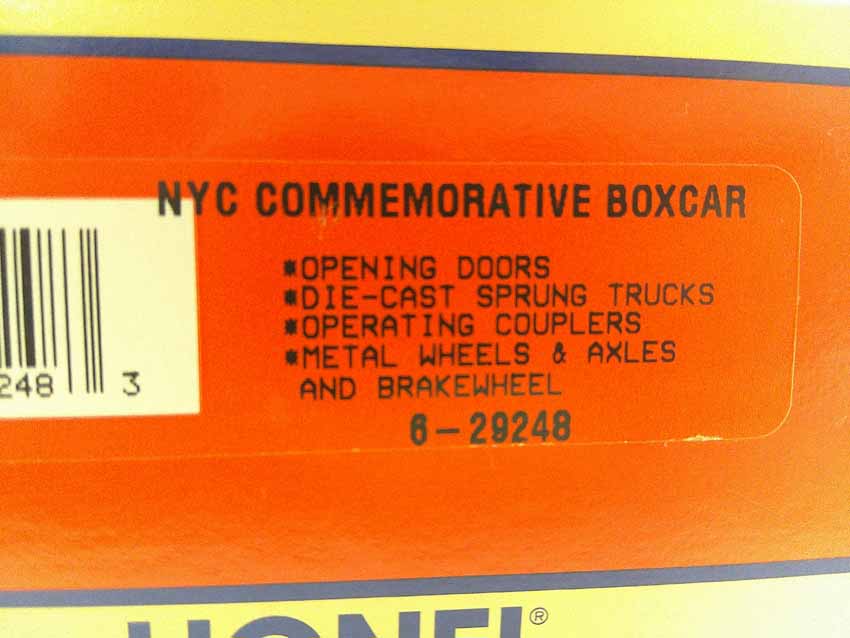 NYC COMMEMORATIVE BOXCAR
*OPENING DOORS
*DIE-CAST SPRUNG TRUCKS
*OPERATING COUPLERS
*METAL WHEELS & AXLES
AND BRAKEWHEEL
248 3
6-29248
LIONEL®